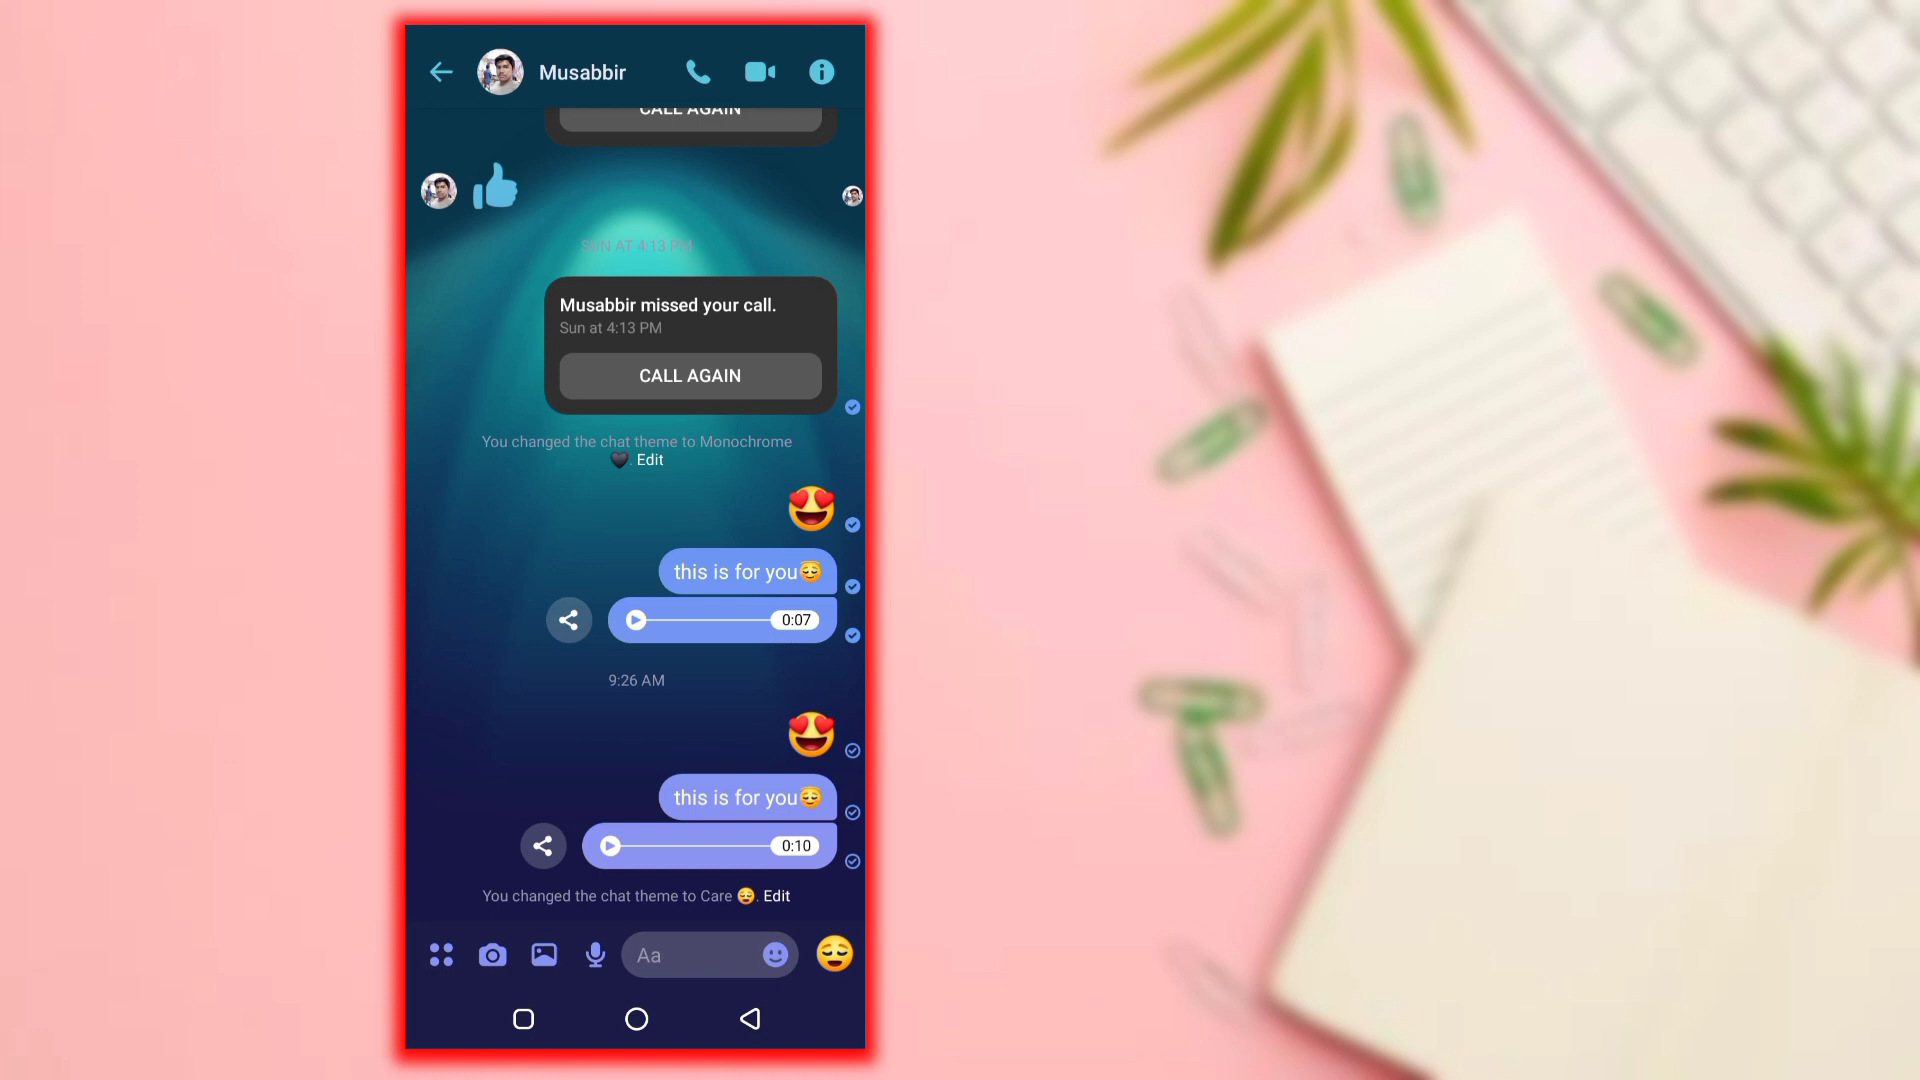 Musabbir
CALL AGAIN
SUN AT 4:13 PM
Musabbir missed your call.
Sun at 4:13 PM
CALL AGAIN
You changed the chat theme to Monochrome
🖤. Edit
😍
this is for you😇
0:07
9:26 AM
😍
this is for you😇
0:10
You changed the chat theme to Care 😌. Edit
Aa